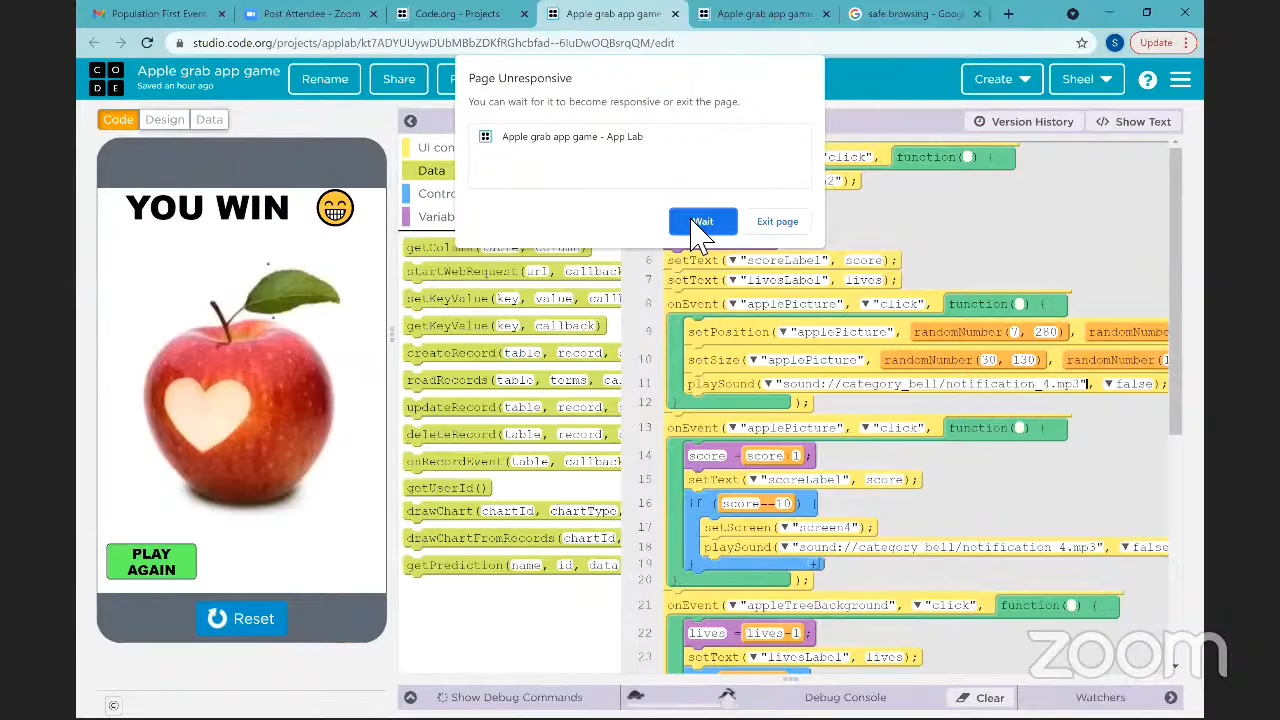 Population First Event
Post Attendee - Zoom
Code.org - Projects
Apple grab app game
Apple grab app game
safe browsing - Googl
studio.code.org/projects/applab/kt7ADYUUywDUbMBbZDKfRGhcbfad--6IuDwOQBsrqQM/edit
S
Update
C O D E
Apple grab app game
Saved an hour ago
Rename
Share
Create
Sheel
?
Page Unresponsive
You can wait for it to become responsive or exit the page.
Apple grab app game - App Lab
Wait
Exit page
Code
Design
Data
Version History
</> Show Text
UI con
Data
Contro
Variab
YOU WIN
PLAY AGAIN
Reset
getColumn(table, column)
startWebRequest(url, callback
setKeyValue(key, value, call
getKeyValue(key, callback)
createRecord(table, record,
readRecords(table, terms, ca
updateRecord(table, record,
deleteRecord(table, record,
onRecordEvent(table, callback
getUserId()
drawChart(chartId, chartType,
drawChartFromRecords(chartId,
getPrediction(name, id, data
"click", function() {
2");
6 setText("scoreLabel", score);
7 setText("livesLabel", lives);
8 onEvent("applePicture", "click", function() {
9 setPosition("applePicture", randomNumber(7, 280), randomNumbe
10 setSize("applePicture", randomNumber(30, 130), randomNumber(1
11 playSound("sound://category_bell/notification_4.mp3", false);
12 });
13 onEvent("applePicture", "click", function() {
14 score = score+1;
15 setText("scoreLabel", score);
16 if (score==10) {
17 setScreen("screen4");
18 playSound("sound://category_bell/notification_4.mp3", false
19 }
20 });
21 onEvent("appleTreeBackground", "click", function() {
22 lives = lives-1;
23 setText("livesLabel", lives);
Show Debug Commands
Debug Console
Clear
Watchers
©
zoom